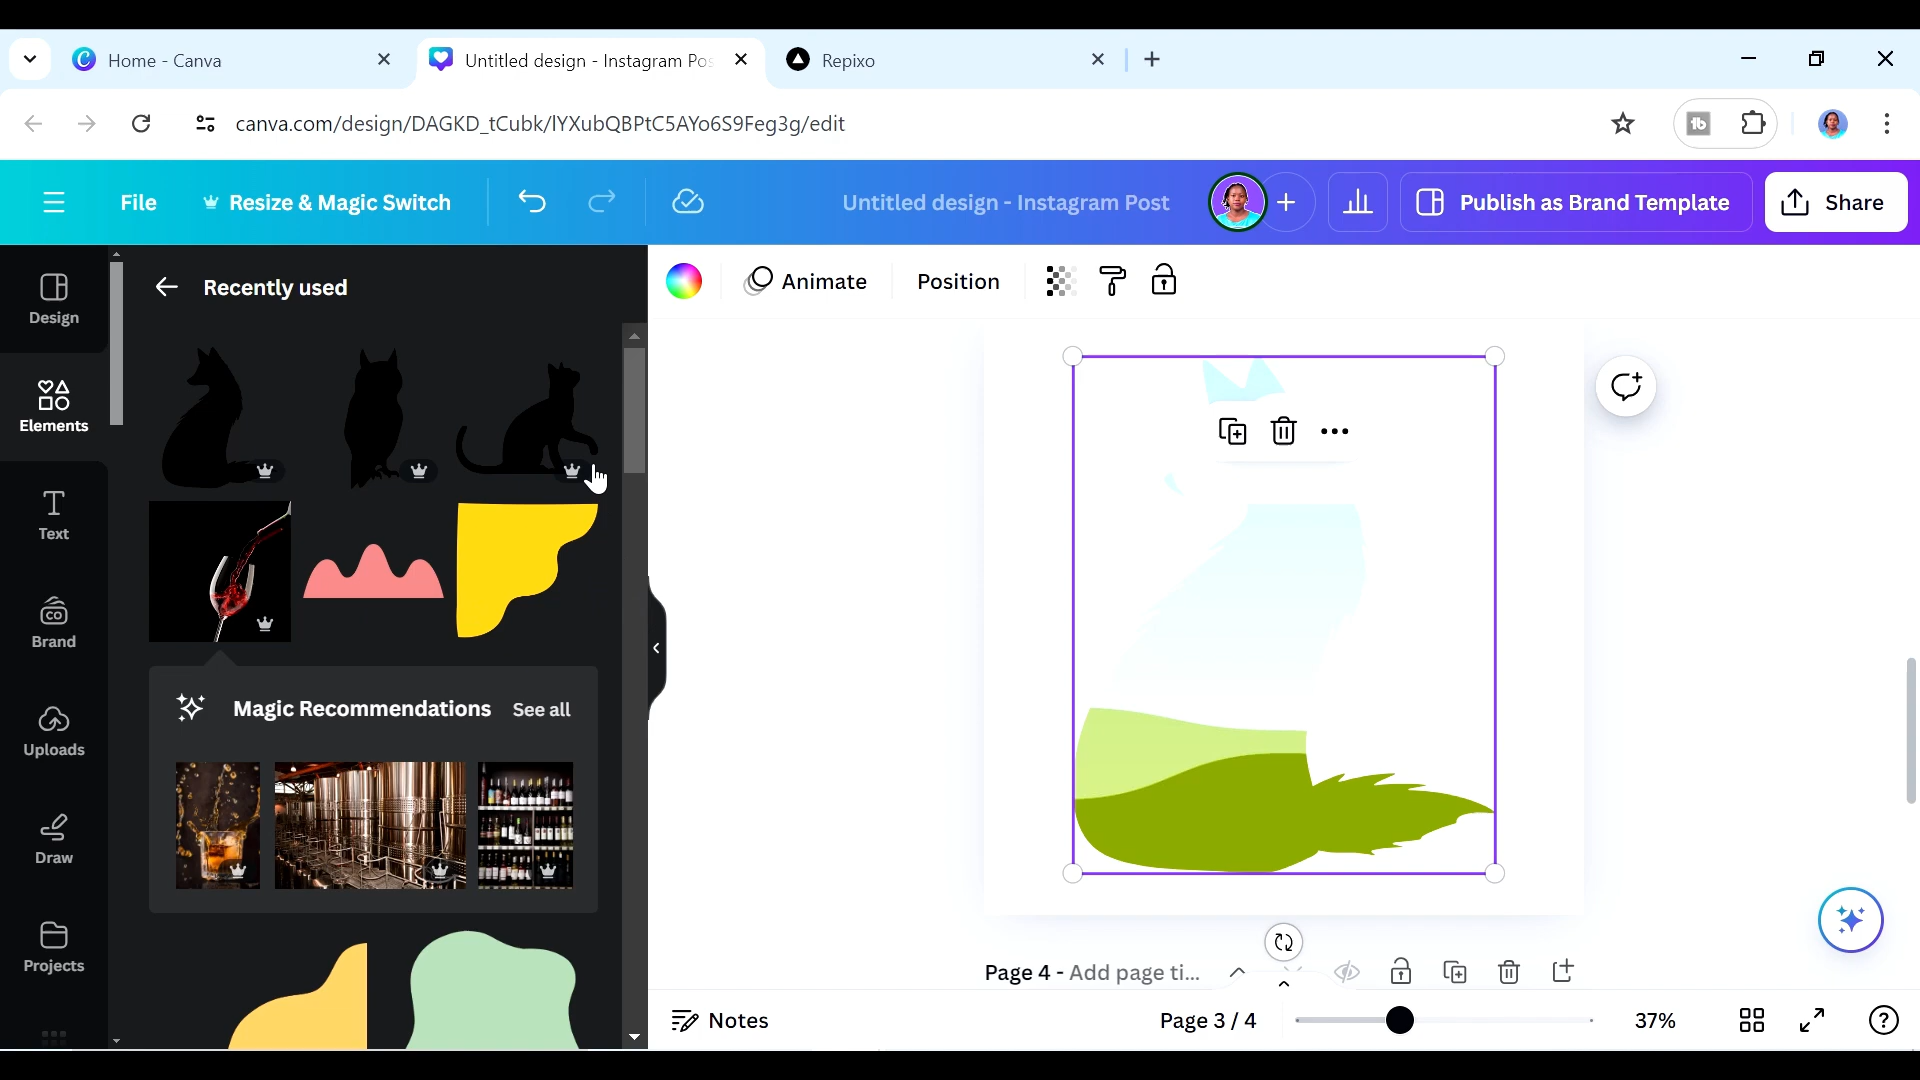 Home - Canva
Untitled design - Instagram Pos
Repixo
canva.com/design/DAGKD_tCubk/lYXubQBPtC5AYo6S9Feg3g/edit
File
Resize & Magic Switch
Untitled design - Instagram Post
Publish as Brand Template
Share
Design
Elements
Text
Brand
Uploads
Draw
Projects
Recently used
Magic Recommendations
See all
Animate
Position
Page 4 - Add page ti...
Notes
Page 3 / 4
37%